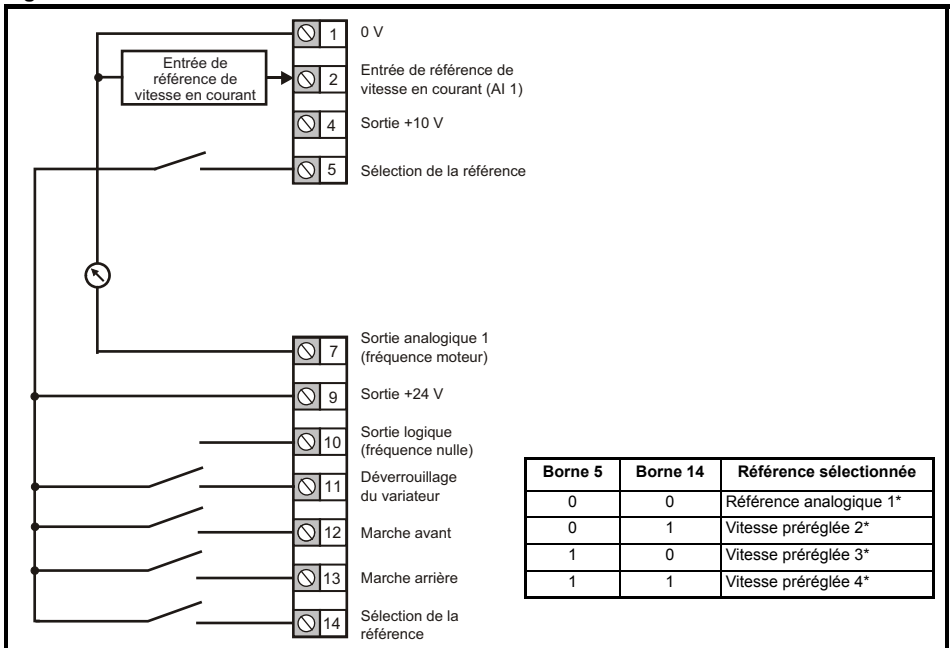 1
0 V
Entrée de
référence de
vitesse en courant
2
Entrée de référence de
vitesse en courant (AI 1)
4
Sortie +10 V
5
Sélection de la référence
7
Sortie analogique 1
(fréquence moteur)
9
Sortie +24 V
10
Sortie logique
(fréquence nulle)
11
Déverrouillage
du variateur
12
Marche avant
13
Marche arrière
14
Sélection de la
référence
Borne 5 Borne 14 Référence sélectionnée
0 0 Référence analogique 1*
0 1 Vitesse préréglée 2*
1 0 Vitesse préréglée 3*
1 1 Vitesse préréglée 4*